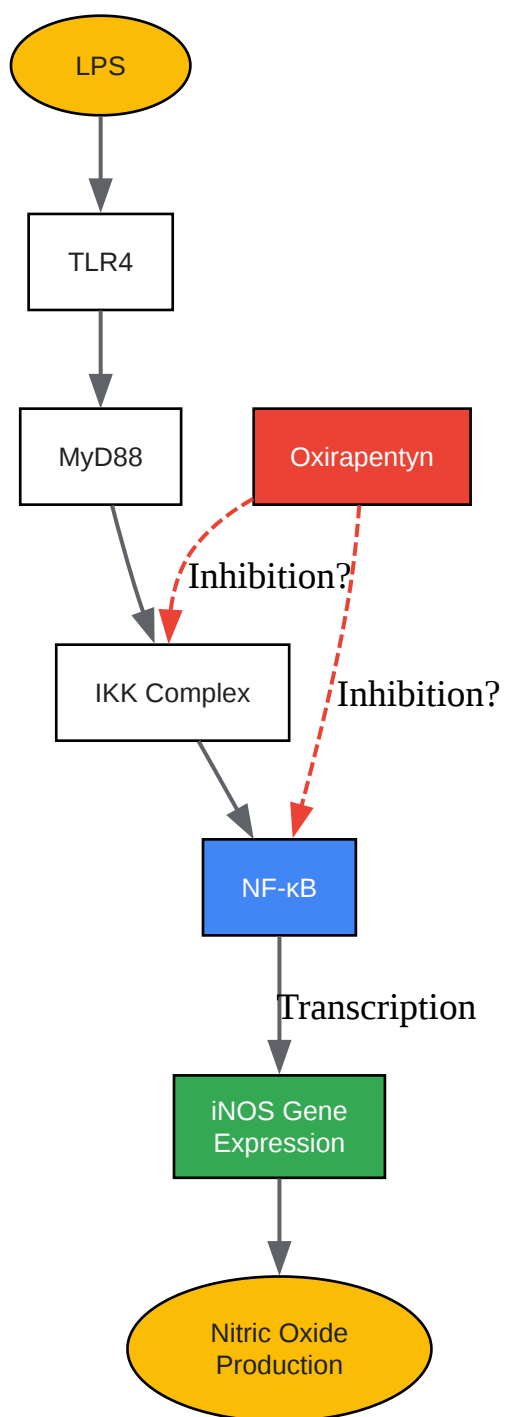 LPS
TLR4
MyD88
Oxirapentyn
Inhibition?
IKK Complex
Inhibition?
NF-κB
Transcription
iNOS Gene
Expression
Nitric Oxide
Production